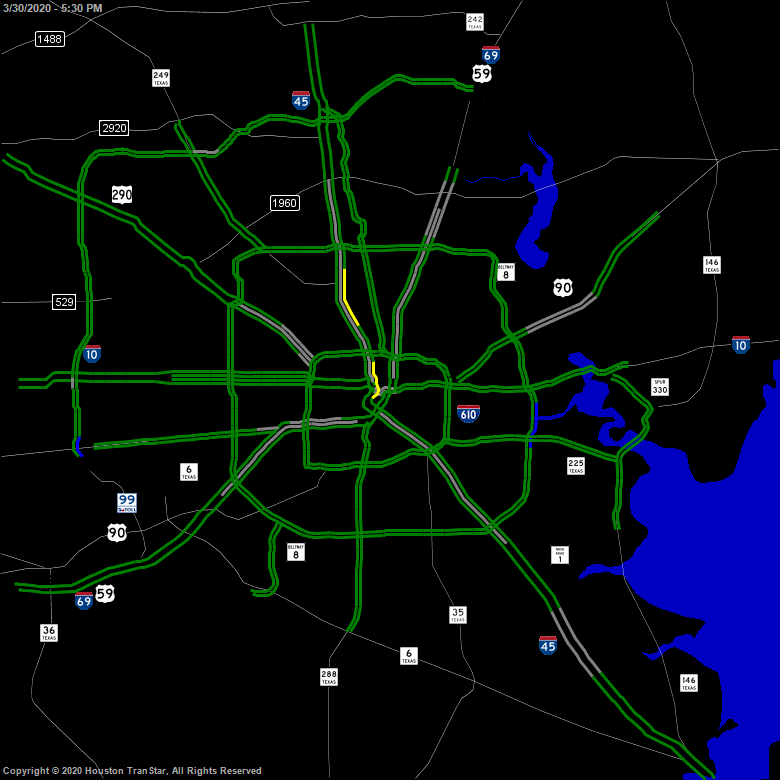 3/30/2020 - 5:30 PM
242
TEXAS
1488
69
59
249
TEXAS
45
2920
290
1960
BELTWAY
8
146
TEXAS
90
529
10
10
SPUR
330
610
6
TEXAS
225
TEXAS
99
TOLL
90
BELTWAY
8
1
69
59
36
TEXAS
35
TEXAS
45
6
TEXAS
288
TEXAS
146
TEXAS
Copyright © 2020 Houston TranStar, All Rights Reserved